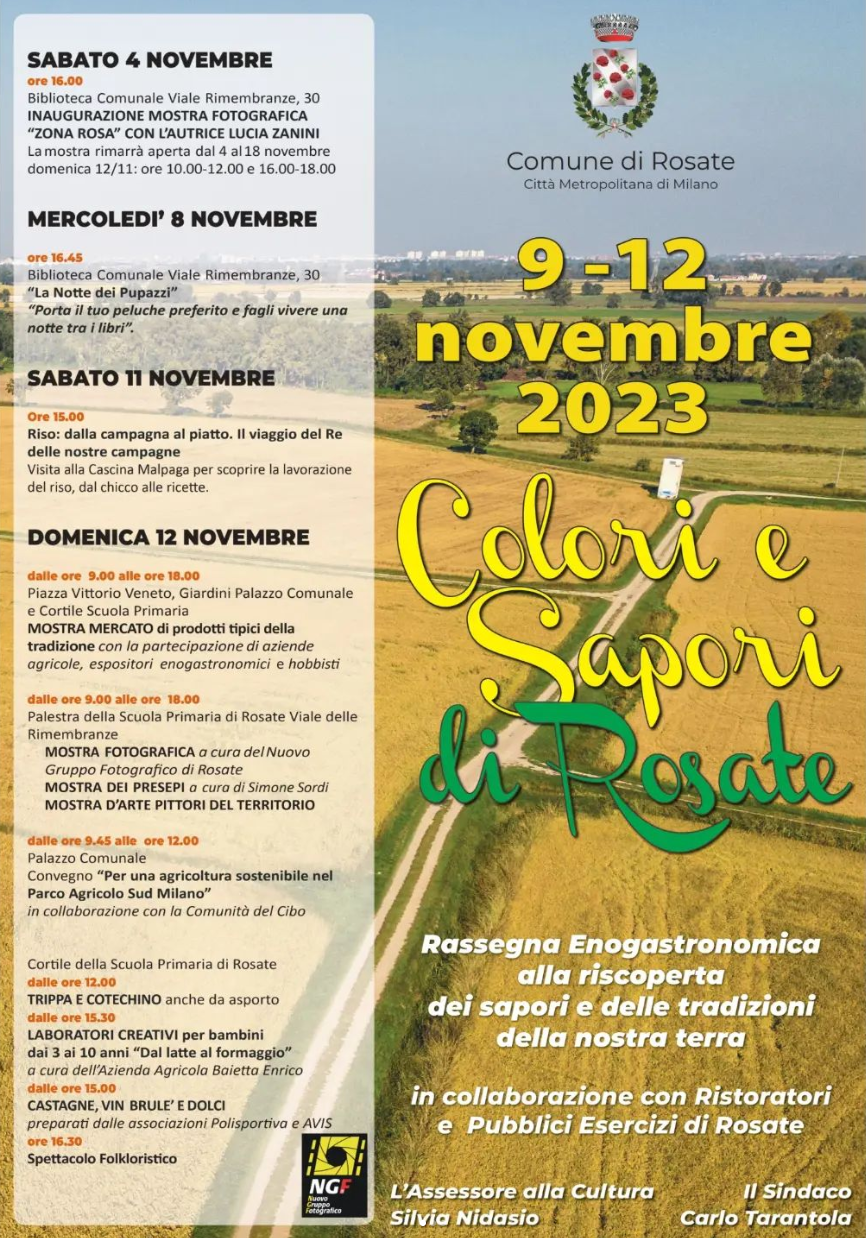 SABATO 4 NOVEMBRE
ore 16.00
Biblioteca Comunale Viale Rimembranze, 30
INAUGURAZIONE MOSTRA FOTOGRAFICA
“ZONA ROSA” CON L’AUTRICE LUCIA ZANINI
La mostra rimarrà aperta dal 4 al 18 novembre
domenica 12/11: ore 10.00-12.00 e 16.00-18.00
MERCOLEDI’ 8 NOVEMBRE
ore 16.45
Biblioteca Comunale Viale Rimembranze, 30
“La Notte dei Pupazzi”
“Porta il tuo peluche preferito e fagli vivere una
notte tra i libri”.
SABATO 11 NOVEMBRE
Ore 15.00
Riso: dalla campagna al piatto. Il viaggio del Re
delle nostre campagne
Visita alla Cascina Malpaga per scoprire la lavorazione
del riso, dal chicco alle ricette.
DOMENICA 12 NOVEMBRE
dalle ore 9.00 alle ore 18.00
Piazza Vittorio Veneto, Giardini Palazzo Comunale
e Cortile Scuola Primaria
MOSTRA MERCATO di prodotti tipici della
tradizione con la partecipazione di aziende
agricole, espositori enogastronomici e hobbisti
dalle ore 9.00 alle ore 18.00
Palestra della Scuola Primaria di Rosate Viale delle
Rimembranze
MOSTRA FOTOGRAFICA a cura del Nuovo
Gruppo Fotografico di Rosate
MOSTRA DEI PRESEPI a cura di Simone Sordi
MOSTRA D’ARTE PITTORI DEL TERRITORIO
dalle ore 9.45 alle ore 12.00
Palazzo Comunale
Convegno “Per una agricoltura sostenibile nel
Parco Agricolo Sud Milano”
in collaborazione con la Comunità del Cibo
Cortile della Scuola Primaria di Rosate
dalle ore 12.00
TRIPPA E COTECHINO anche da asporto
dalle ore 15.30
LABORATORI CREATIVI per bambini
dai 3 ai 10 anni “Dal latte al formaggio”
a cura dell’Azienda Agricola Baietta Enrico
dalle ore 15.00
CASTAGNE, VIN BRULE’ E DOLCI
preparati dalle associazioni Polisportiva e AVIS
ore 16.30
Spettacolo Folkloristico
NGF
Nuovo
Gruppo
Fotografico
Comune di Rosate
Città Metropolitana di Milano
9 -12
novembre
2023
Colori e
Sapori
di Rosate
Rassegna Enogastronomica
alla riscoperta
dei sapori e delle tradizioni
della nostra terra
in collaborazione con Ristoratori
e Pubblici Esercizi di Rosate
L’Assessore alla Cultura
Silvia Nidasio
Il Sindaco
Carlo Tarantola